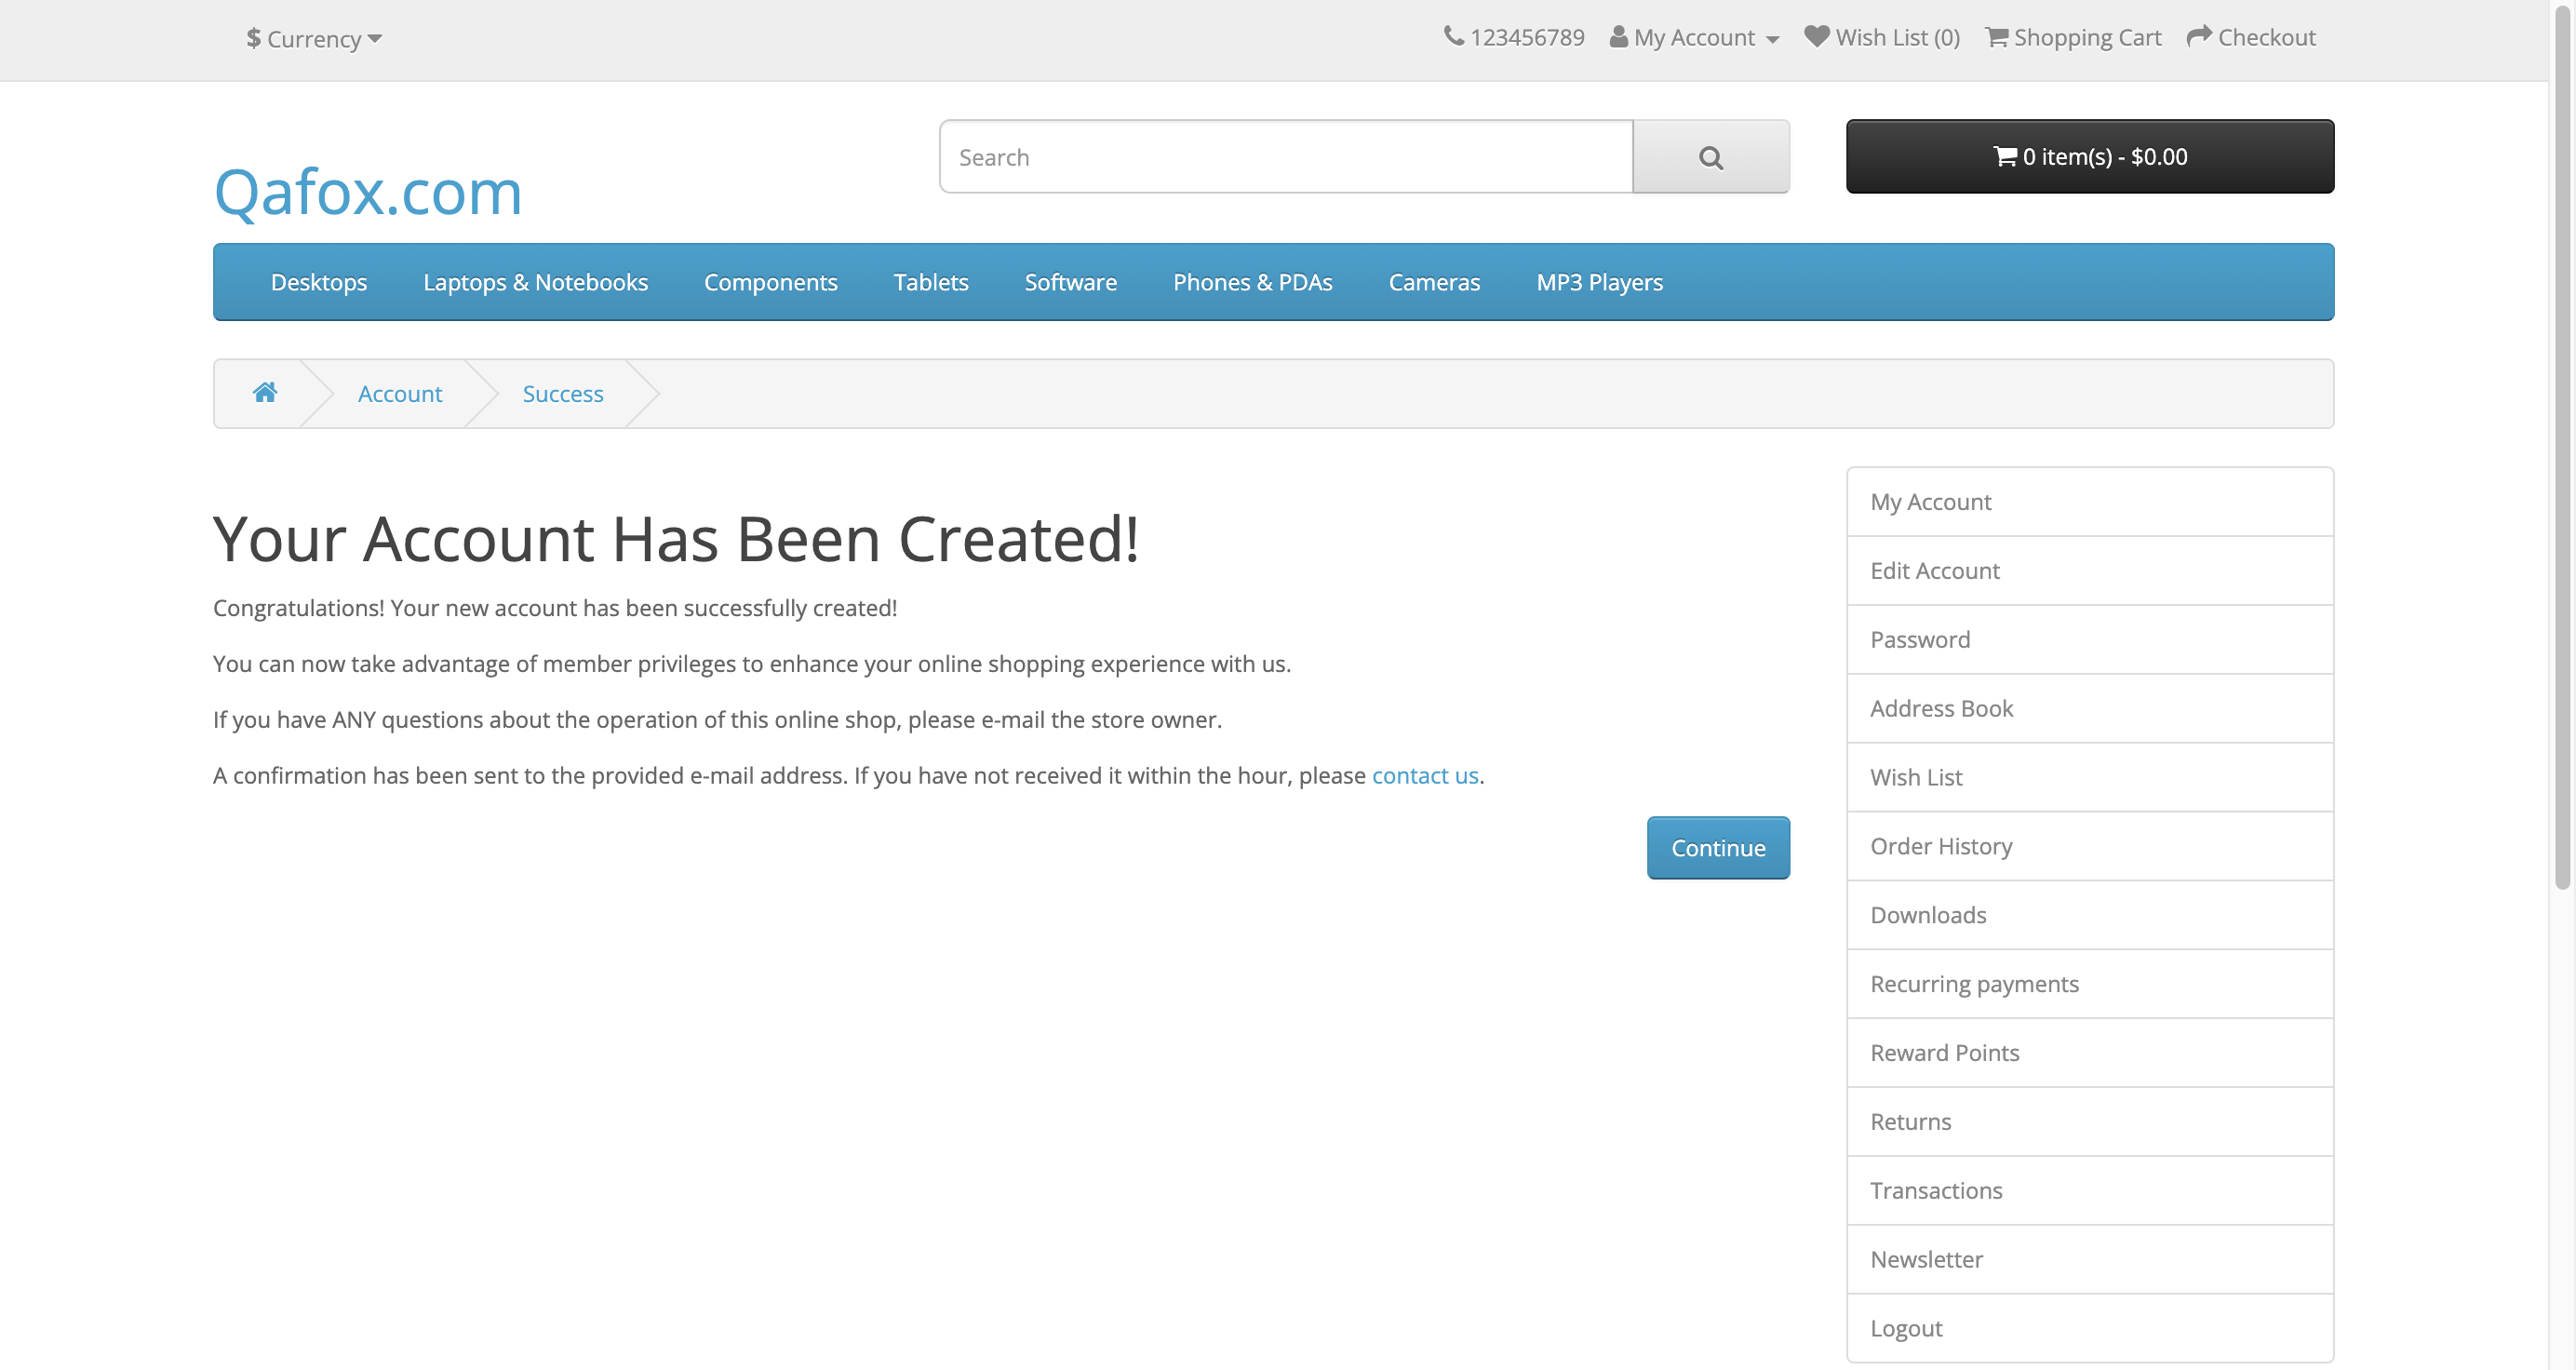 $ Currency
123456789 My Account Wish List (0) Shopping Cart Checkout
Qafox.com
Search
0 item(s) - $0.00
Desktops Laptops & Notebooks Components Tablets Software Phones & PDAs Cameras MP3 Players
Account Success
Your Account Has Been Created!
Congratulations! Your new account has been successfully created!
You can now take advantage of member privileges to enhance your online shopping experience with us.
If you have ANY questions about the operation of this online shop, please e-mail the store owner.
A confirmation has been sent to the provided e-mail address. If you have not received it within the hour, please contact us.
Continue
My Account
Edit Account
Password
Address Book
Wish List
Order History
Downloads
Recurring payments
Reward Points
Returns
Transactions
Newsletter
Logout